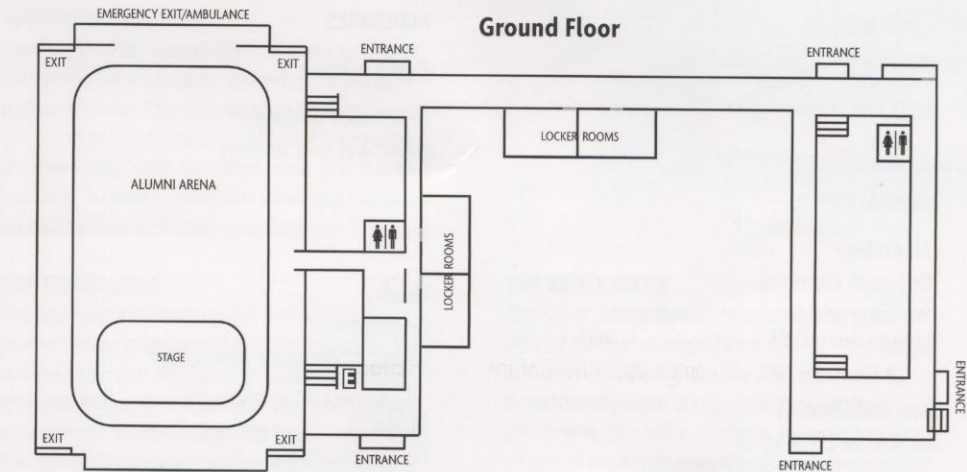 EMERGENCY EXIT/AMBULANCE
Ground Floor
EXIT
EXIT
ENTRANCE
ENTRANCE
LOCKER ROOMS
ALUMNI ARENA
LOCKER ROOMS
STAGE
E
ENTRANCE
EXIT
EXIT
ENTRANCE
ENTRANCE